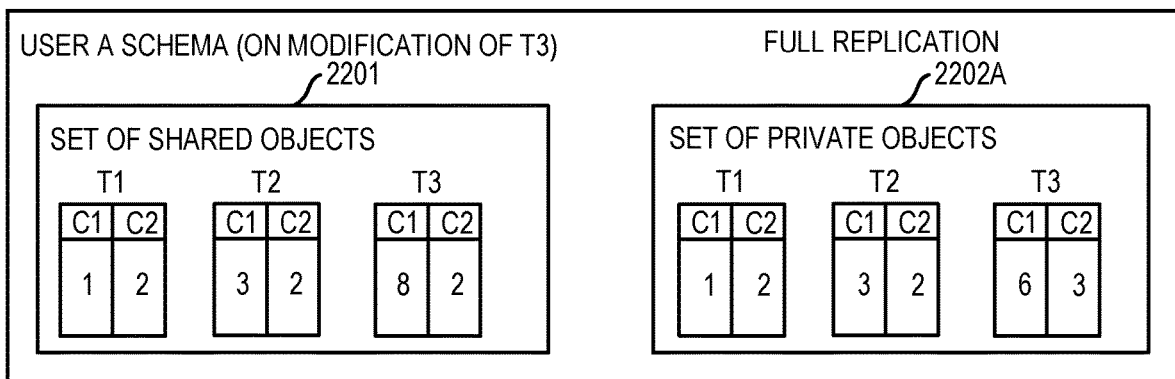 USER A SCHEMA (ON MODIFICATION OF T3)
2201
FULL REPLICATION
2202A
SET OF SHARED OBJECTS
T1 T2 T3
C1 C2 C1 C2 C1 C2
1 2 3 2 8 2
SET OF PRIVATE OBJECTS
T1 T2 T3
C1 C2 C1 C2 C1 C2
1 2 3 2 6 3